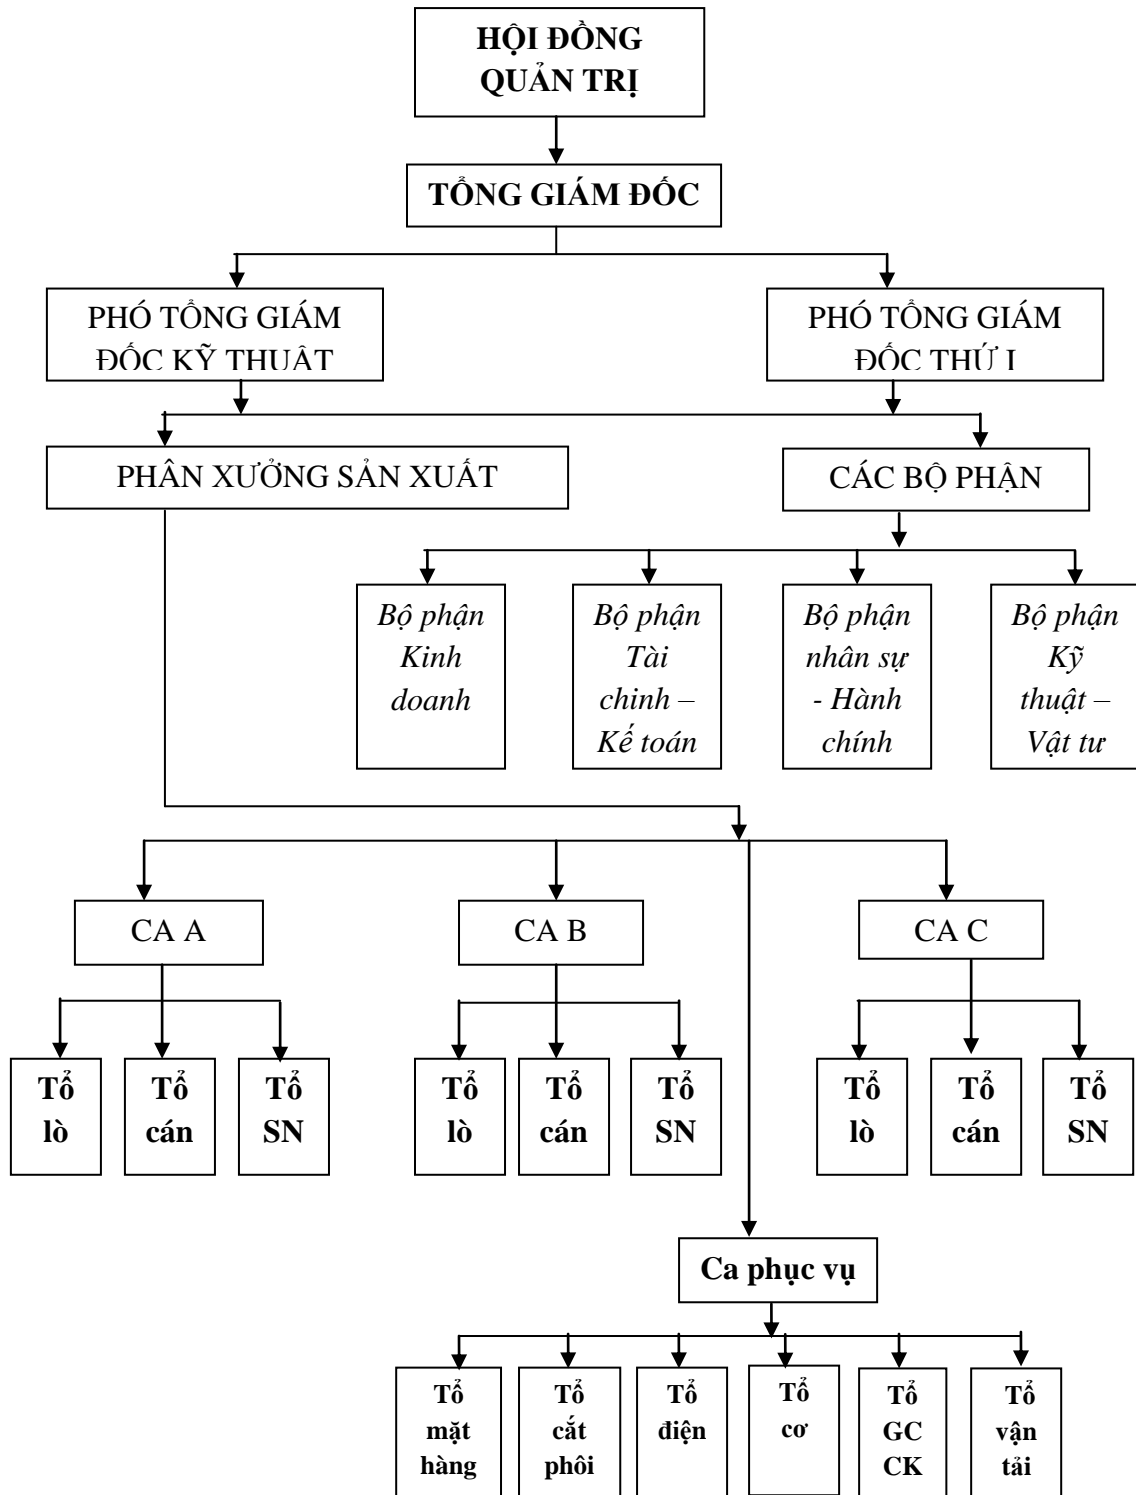 HỘI ĐỒNG
QUẢN TRỊ
TỔNG GIÁM ĐỐC
PHÓ TỔNG GIÁM
ĐỐC KỸ THUẬT
PHÓ TỔNG GIÁM
ĐỐC THỨ I
PHÂN XƯỞNG SẢN XUẤT
CÁC BỘ PHẬN
Bộ phận
Kinh
doanh
Bộ phận
Tài
chinh –
Kế toán
Bộ phận
nhân sự
- Hành
chính
Bộ phận
Kỹ
thuật –
Vật tư
CA A
CA B
CA C
Tổ
lò
Tổ
cán
Tổ
SN
Tổ
lò
Tổ
cán
Tổ
SN
Tổ
lò
Tổ
cán
Tổ
SN
Ca phục vụ
Tổ
mặt
hàng
Tổ
cắt
phôi
Tổ
điện
Tổ
cơ
Tổ
GC
CK
Tổ
vận
tải